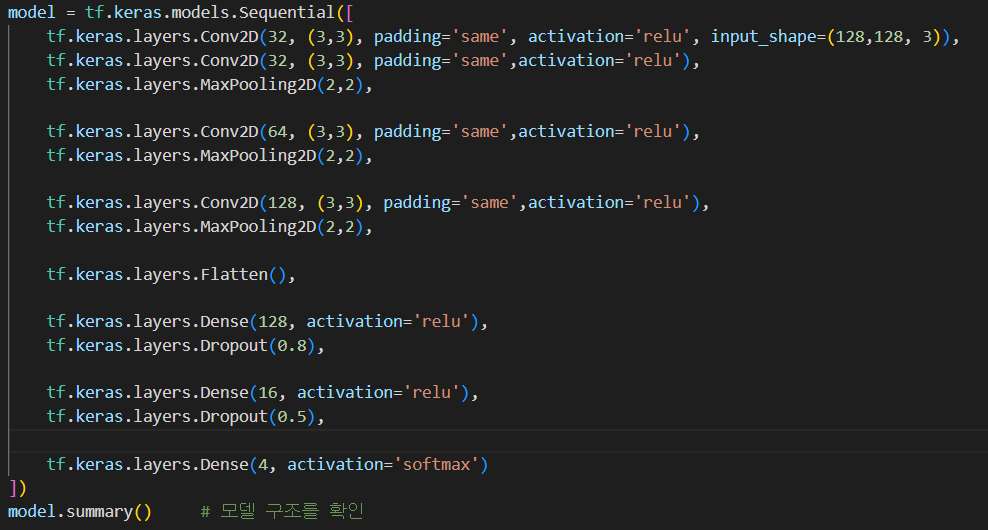 model = tf.keras.models.Sequential([
    tf.keras.layers.Conv2D(32, (3,3), padding='same', activation='relu', input_shape=(128,128, 3)),
    tf.keras.layers.Conv2D(32, (3,3), padding='same',activation='relu'),
    tf.keras.layers.MaxPooling2D(2,2),
    tf.keras.layers.Conv2D(64, (3,3), padding='same',activation='relu'),
    tf.keras.layers.MaxPooling2D(2,2),
    tf.keras.layers.Conv2D(128, (3,3), padding='same',activation='relu'),
    tf.keras.layers.MaxPooling2D(2,2),
    tf.keras.layers.Flatten(),
    tf.keras.layers.Dense(128, activation='relu'),
    tf.keras.layers.Dropout(0.8),
    tf.keras.layers.Dense(16, activation='relu'),
    tf.keras.layers.Dropout(0.5),
    tf.keras.layers.Dense(4, activation='softmax')
])
model.summary()     # 모델 구조를 확인